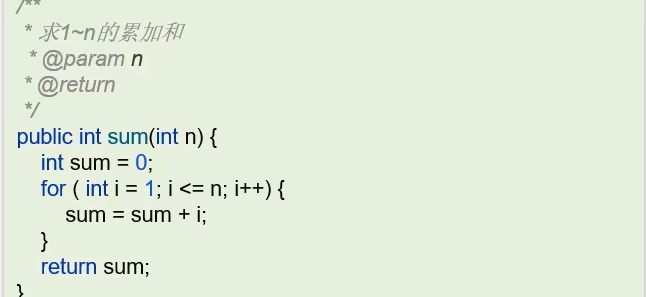 /**
* 求1~n的累加和
* @param n
* @return
*/
public int sum(int n) {
int sum = 0;
for ( int i = 1; i <= n; i++) {
sum = sum + i;
}
return sum;
}